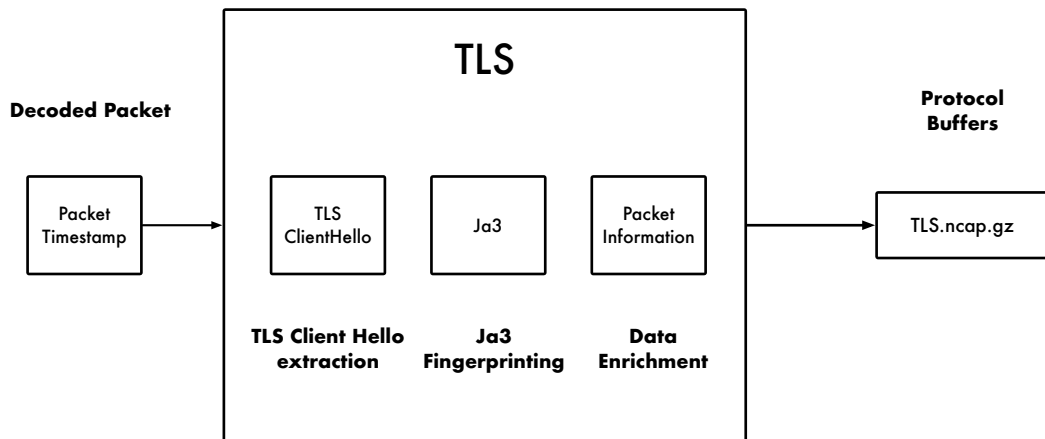 TLS
Decoded Packet
Protocol
Buffers
Packet
Timestamp
TLS
ClientHello
Ja3
Packet
Information
TLS.ncap.gz
TLS Client Hello
extraction
Ja3
Fingerprinting
Data
Enrichment